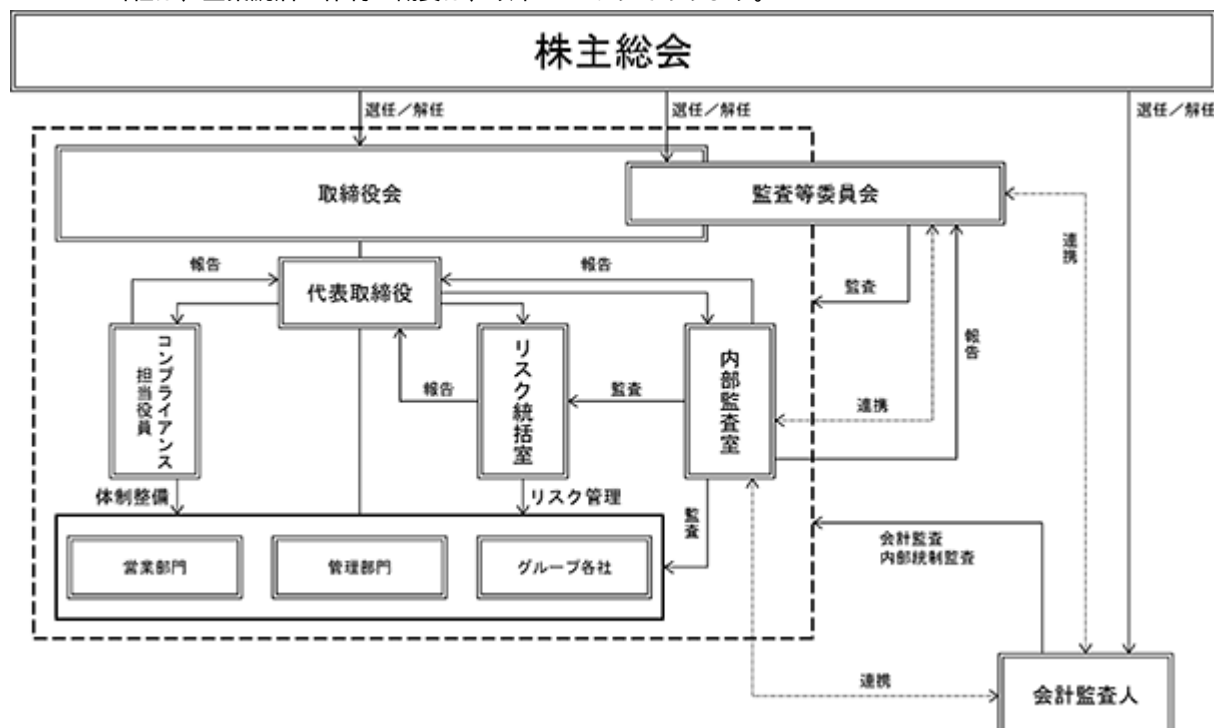 株主総会
選任／解任
選任／解任
選任／解任
取締役会
監査等委員会
報告
代表取締役
報告
監査
連携
コンプライアンス
担当役員
報告
リスク統括室
監査
内部監査室
連携
報告
体制整備
リスク管理
監査
営業部門
管理部門
グループ各社
会計監査
内部統制監査
連携
会計監査人